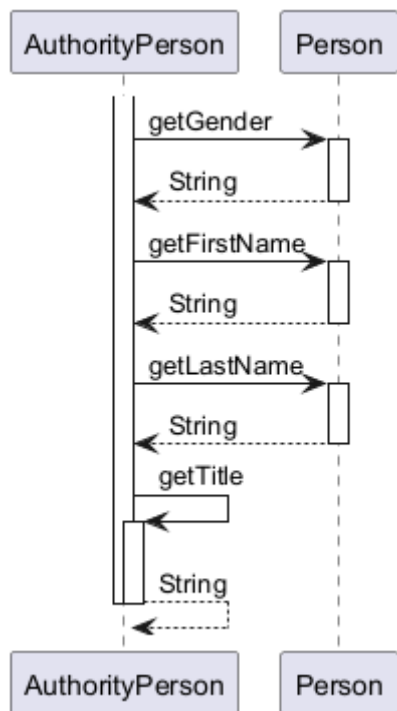 AuthorityPerson Person
getGender
String
getFirstName
String
getLastName
String
getTitle
String
AuthorityPerson Person